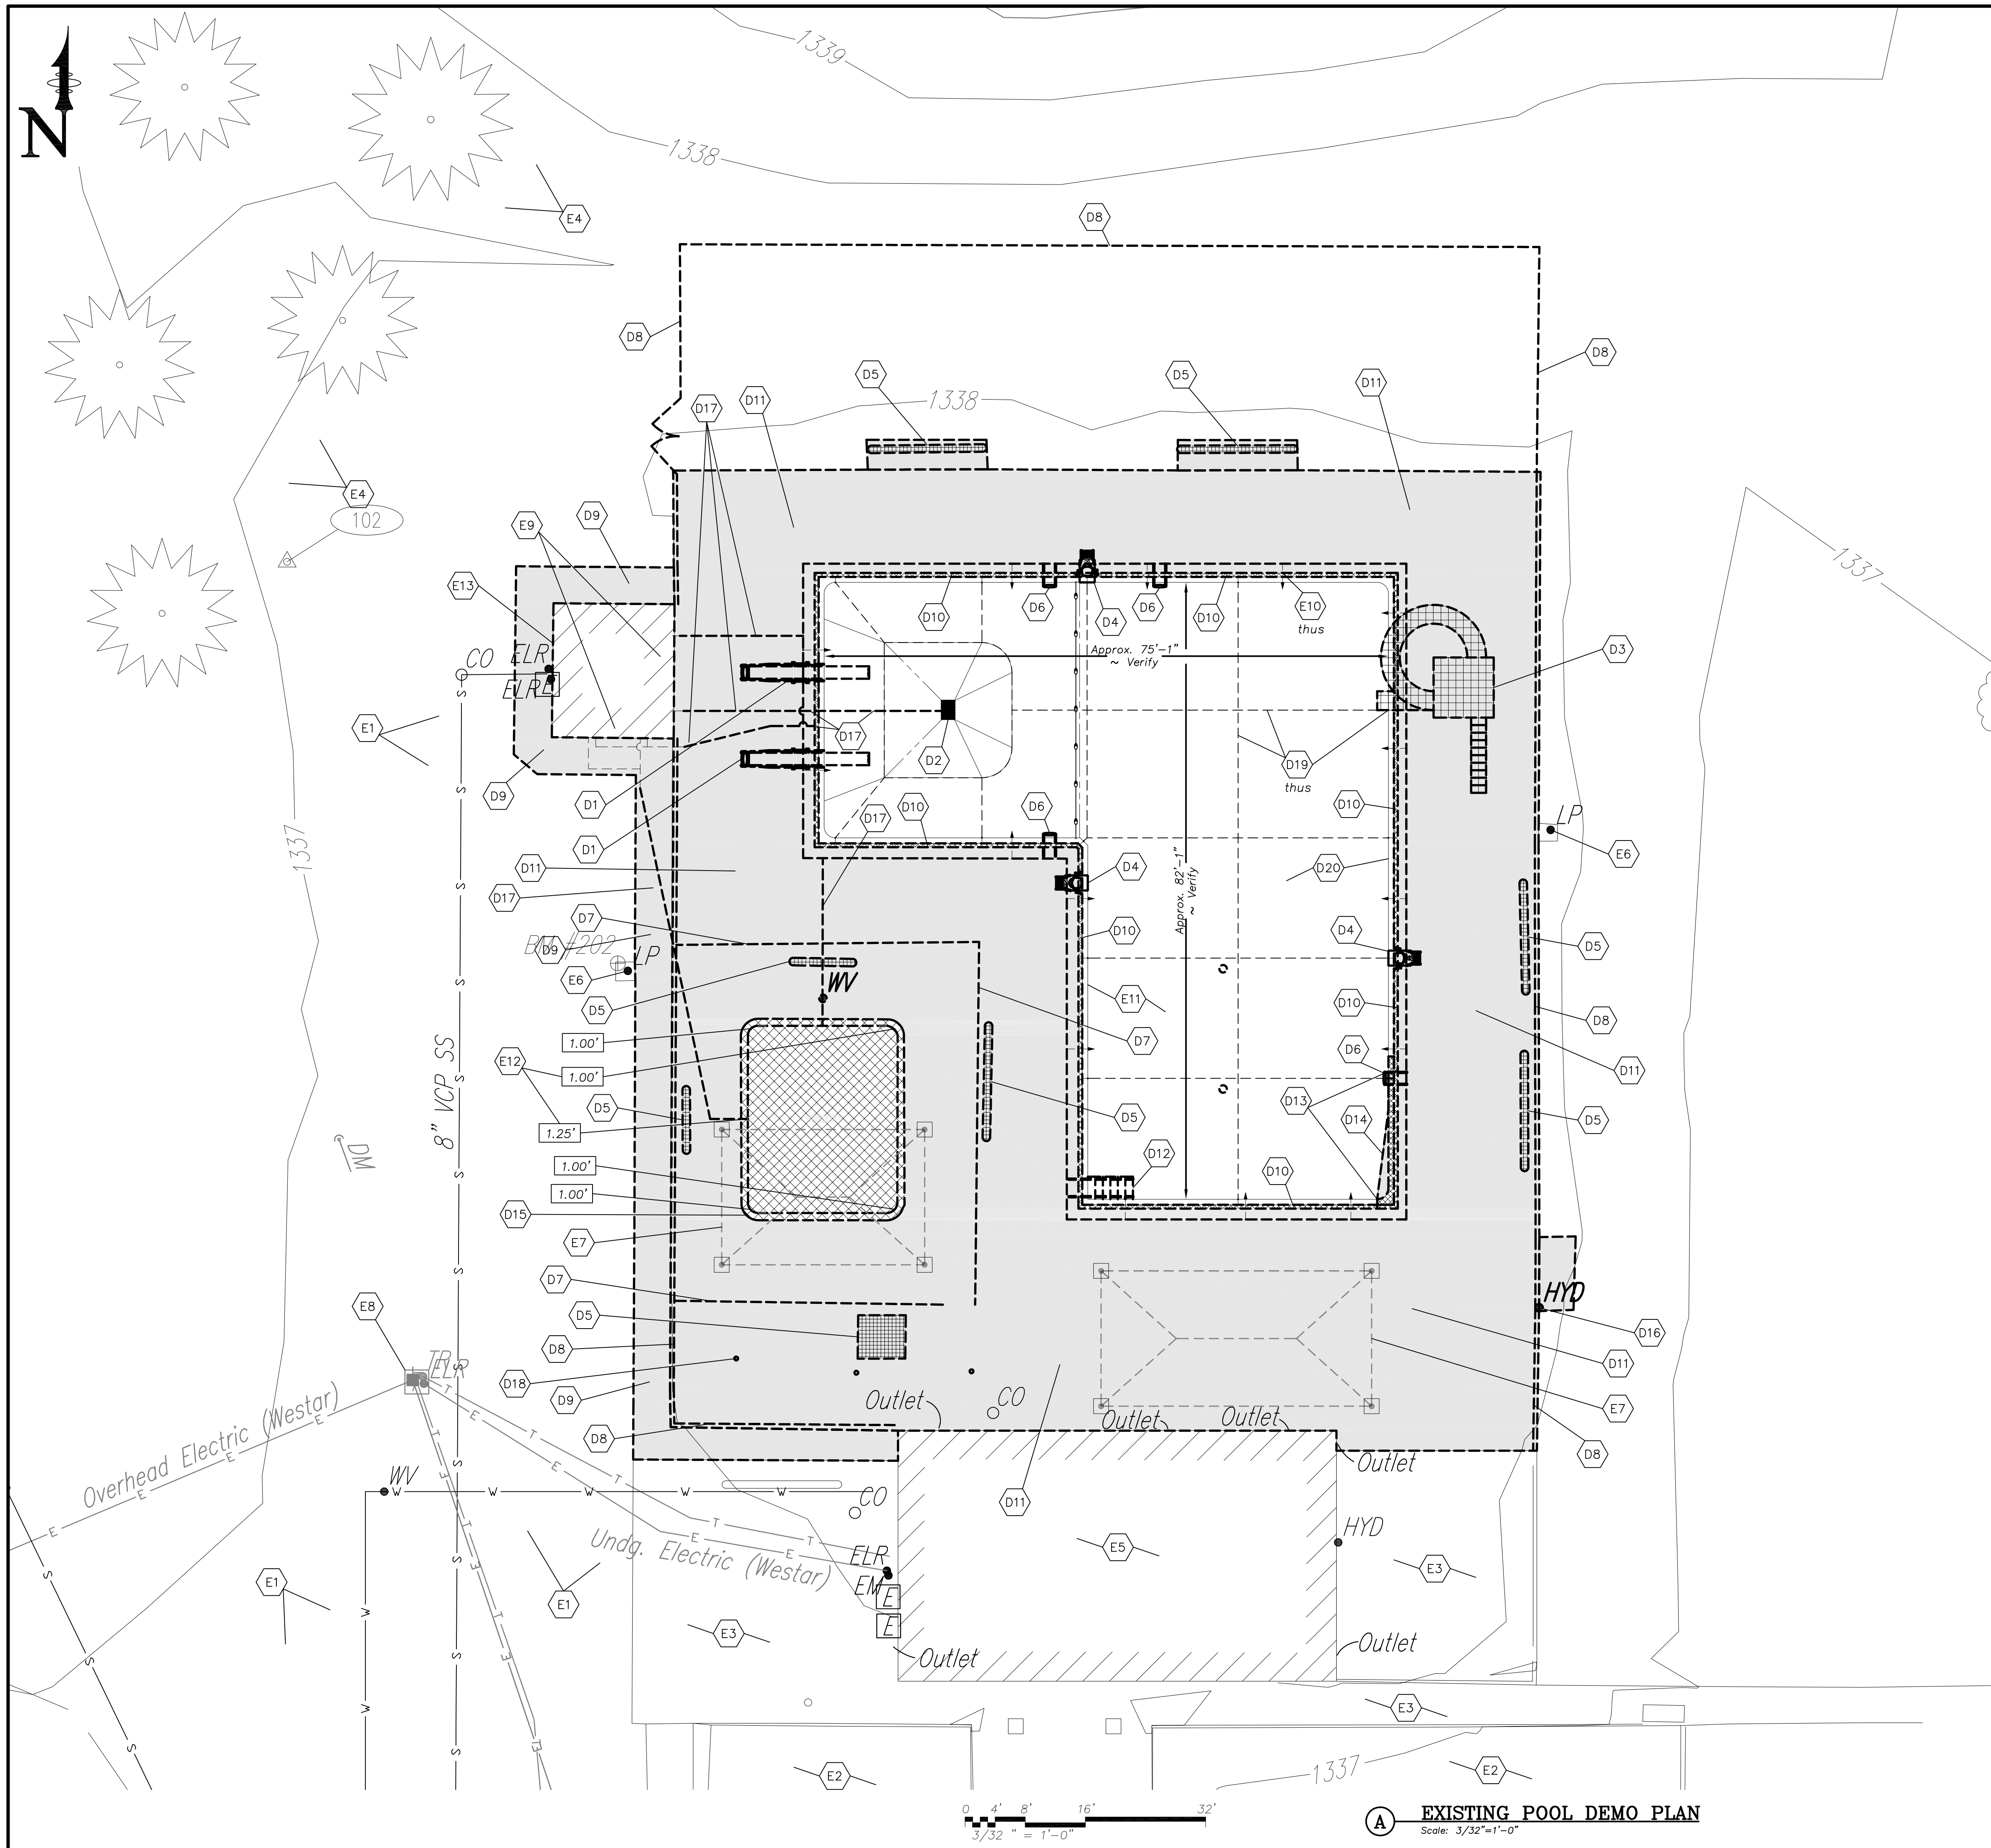 N
1339
1338
E4
D8
D8
D8
D5
D5
D11
D11
D17
1338
E4
102
E9
D9
1337
E13
D10
D6
D4
D6
D10
E10
thus
CO
ELR
ELRE
Approx. 75'-1"
~ Verify
D3
E1
D17
D2
D19
thus
D9
D1
D10
D17
D6
D10
LP
1337
D1
E6
D11
D4
D20
D17
Approx. 82'-1"
~ Verify
D7
D10
D4
D5
D9
BM #202
LP
E6
WV
D5
E11
D10
D8
1.00'
D7
D6
E12
1.00'
D11
8" VCP SS
D5
D5
D13
D14
D5
1.25'
WM
D12
1.00'
D10
1.00'
D15
E7
D7
HYD
E8
D5
D16
D8
TR
ELR
D11
D18
D9
Outlet
CO
Outlet
Outlet
E7
Overhead Electric (Westar)
D8
D8
Outlet
WV
CO
D11
Undg. Electric (Westar)
HYD
ELR
E5
EM
E
E
E1
E1
E3
E3
Outlet
Outlet
E3
E2
1337
E2
0 4' 8' 16' 32'
3/32 " = 1'-0"
A
EXISTING POOL DEMO PLAN
Scale: 3/32"=1'-0"